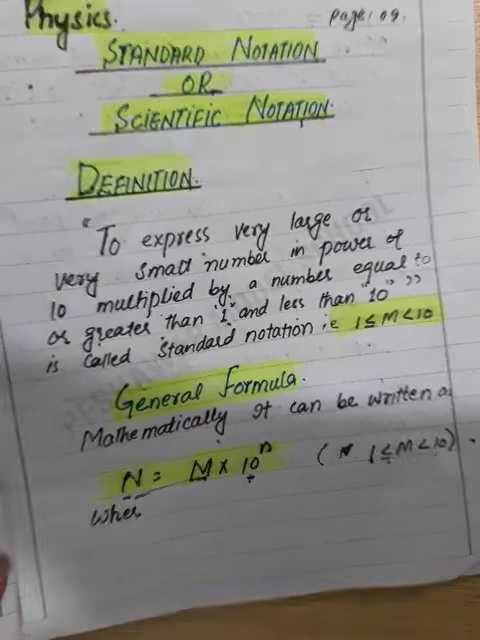 Physics.
Page: 09.
STANDARD NOTATION
OR
SCIENTIFIC NOTATION.
DEFINITION.
"To express very large or
very small number in power of
10 multiplied by a number equal to
or greater than "1" and less than "10""
is called standard notation i.e 1 ≤ M < 10
General Formula.
Mathematically It can be written as
N = M × 10ⁿ ( 1 ≤ M < 10) .
wher